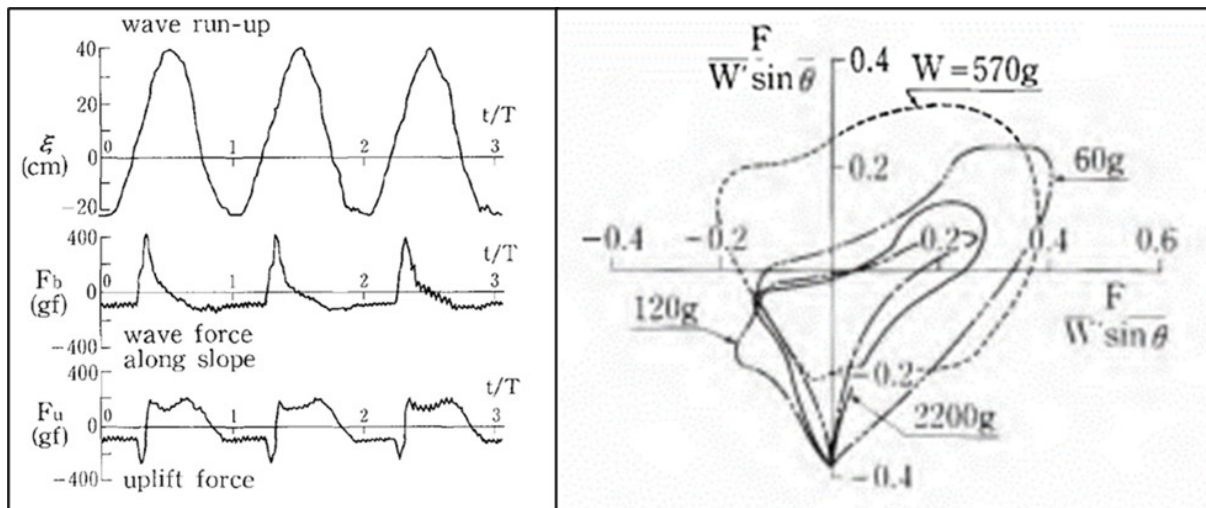 wave run-up
40
20
0
−20
ξ
(cm)
t/T
0
1
2
3
400
0
−400
F_b
(gf)
t/T
0
1
2
3
wave force
along slope
400
0
−400
F_u
(gf)
t/T
0
1
2
3
uplift force
F
W' sin θ
0.4
W = 570g
0.2
60g
−0.4
−0.2
0.2
0.4
0.6
F
W' sin θ
120g
−0.2
2200g
−0.4